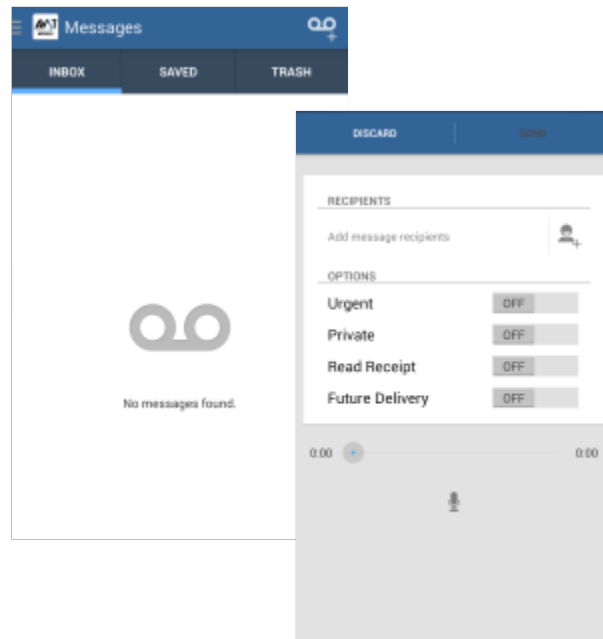 Messages
INBOX SAVED TRASH
No messages found.
DISCARD SEND
RECIPIENTS
Add message recipients
OPTIONS
Urgent OFF
Private OFF
Read Receipt OFF
Future Delivery OFF
0:00 0:00